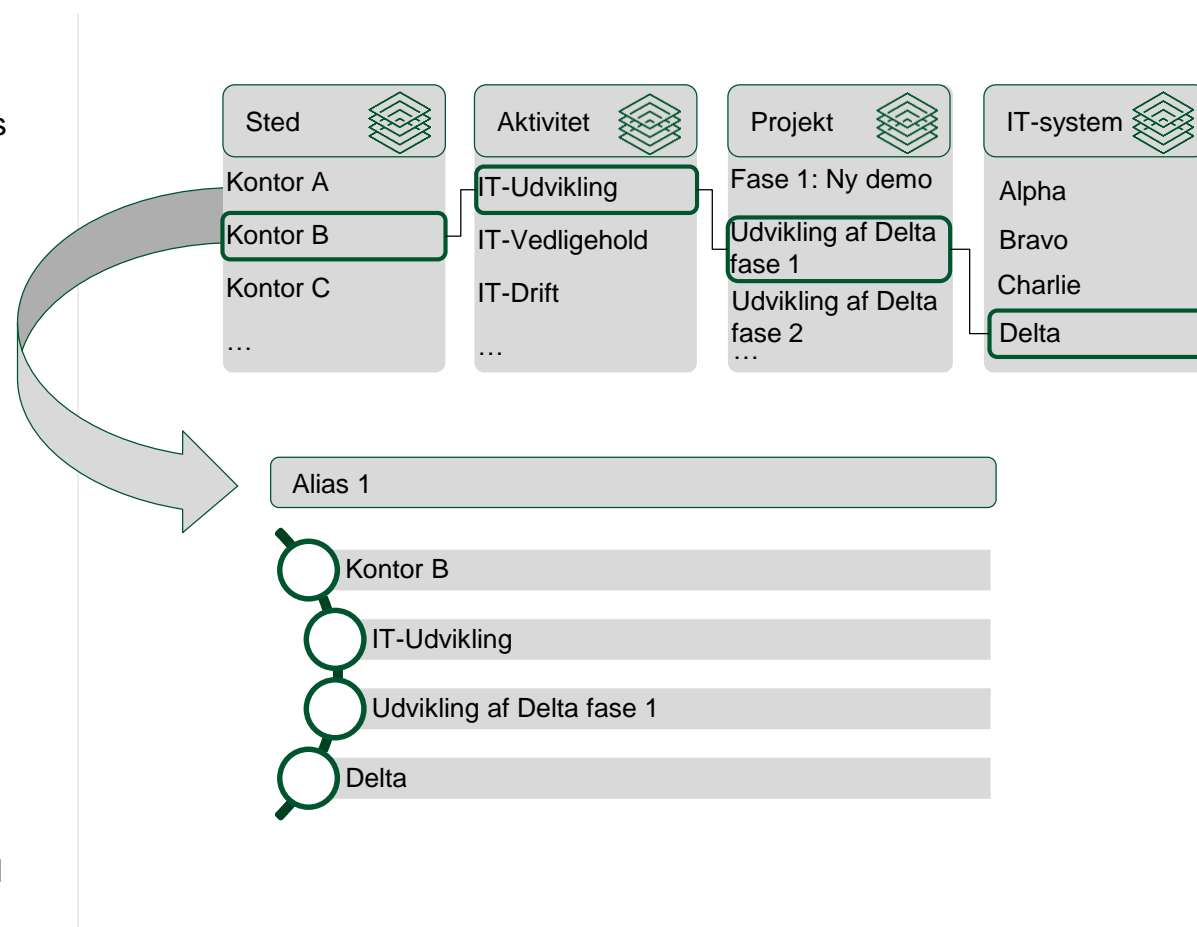 s
Sted
Kontor A
Kontor B
Kontor C
…
Aktivitet
IT-Udvikling
IT-Vedligehold
IT-Drift
…
Projekt
Fase 1: Ny demo
Udvikling af Delta
fase 1
Udvikling af Delta
fase 2
…
IT-system
Alpha
Bravo
Charlie
Delta
Alias 1
Kontor B
IT-Udvikling
Udvikling af Delta fase 1
Delta